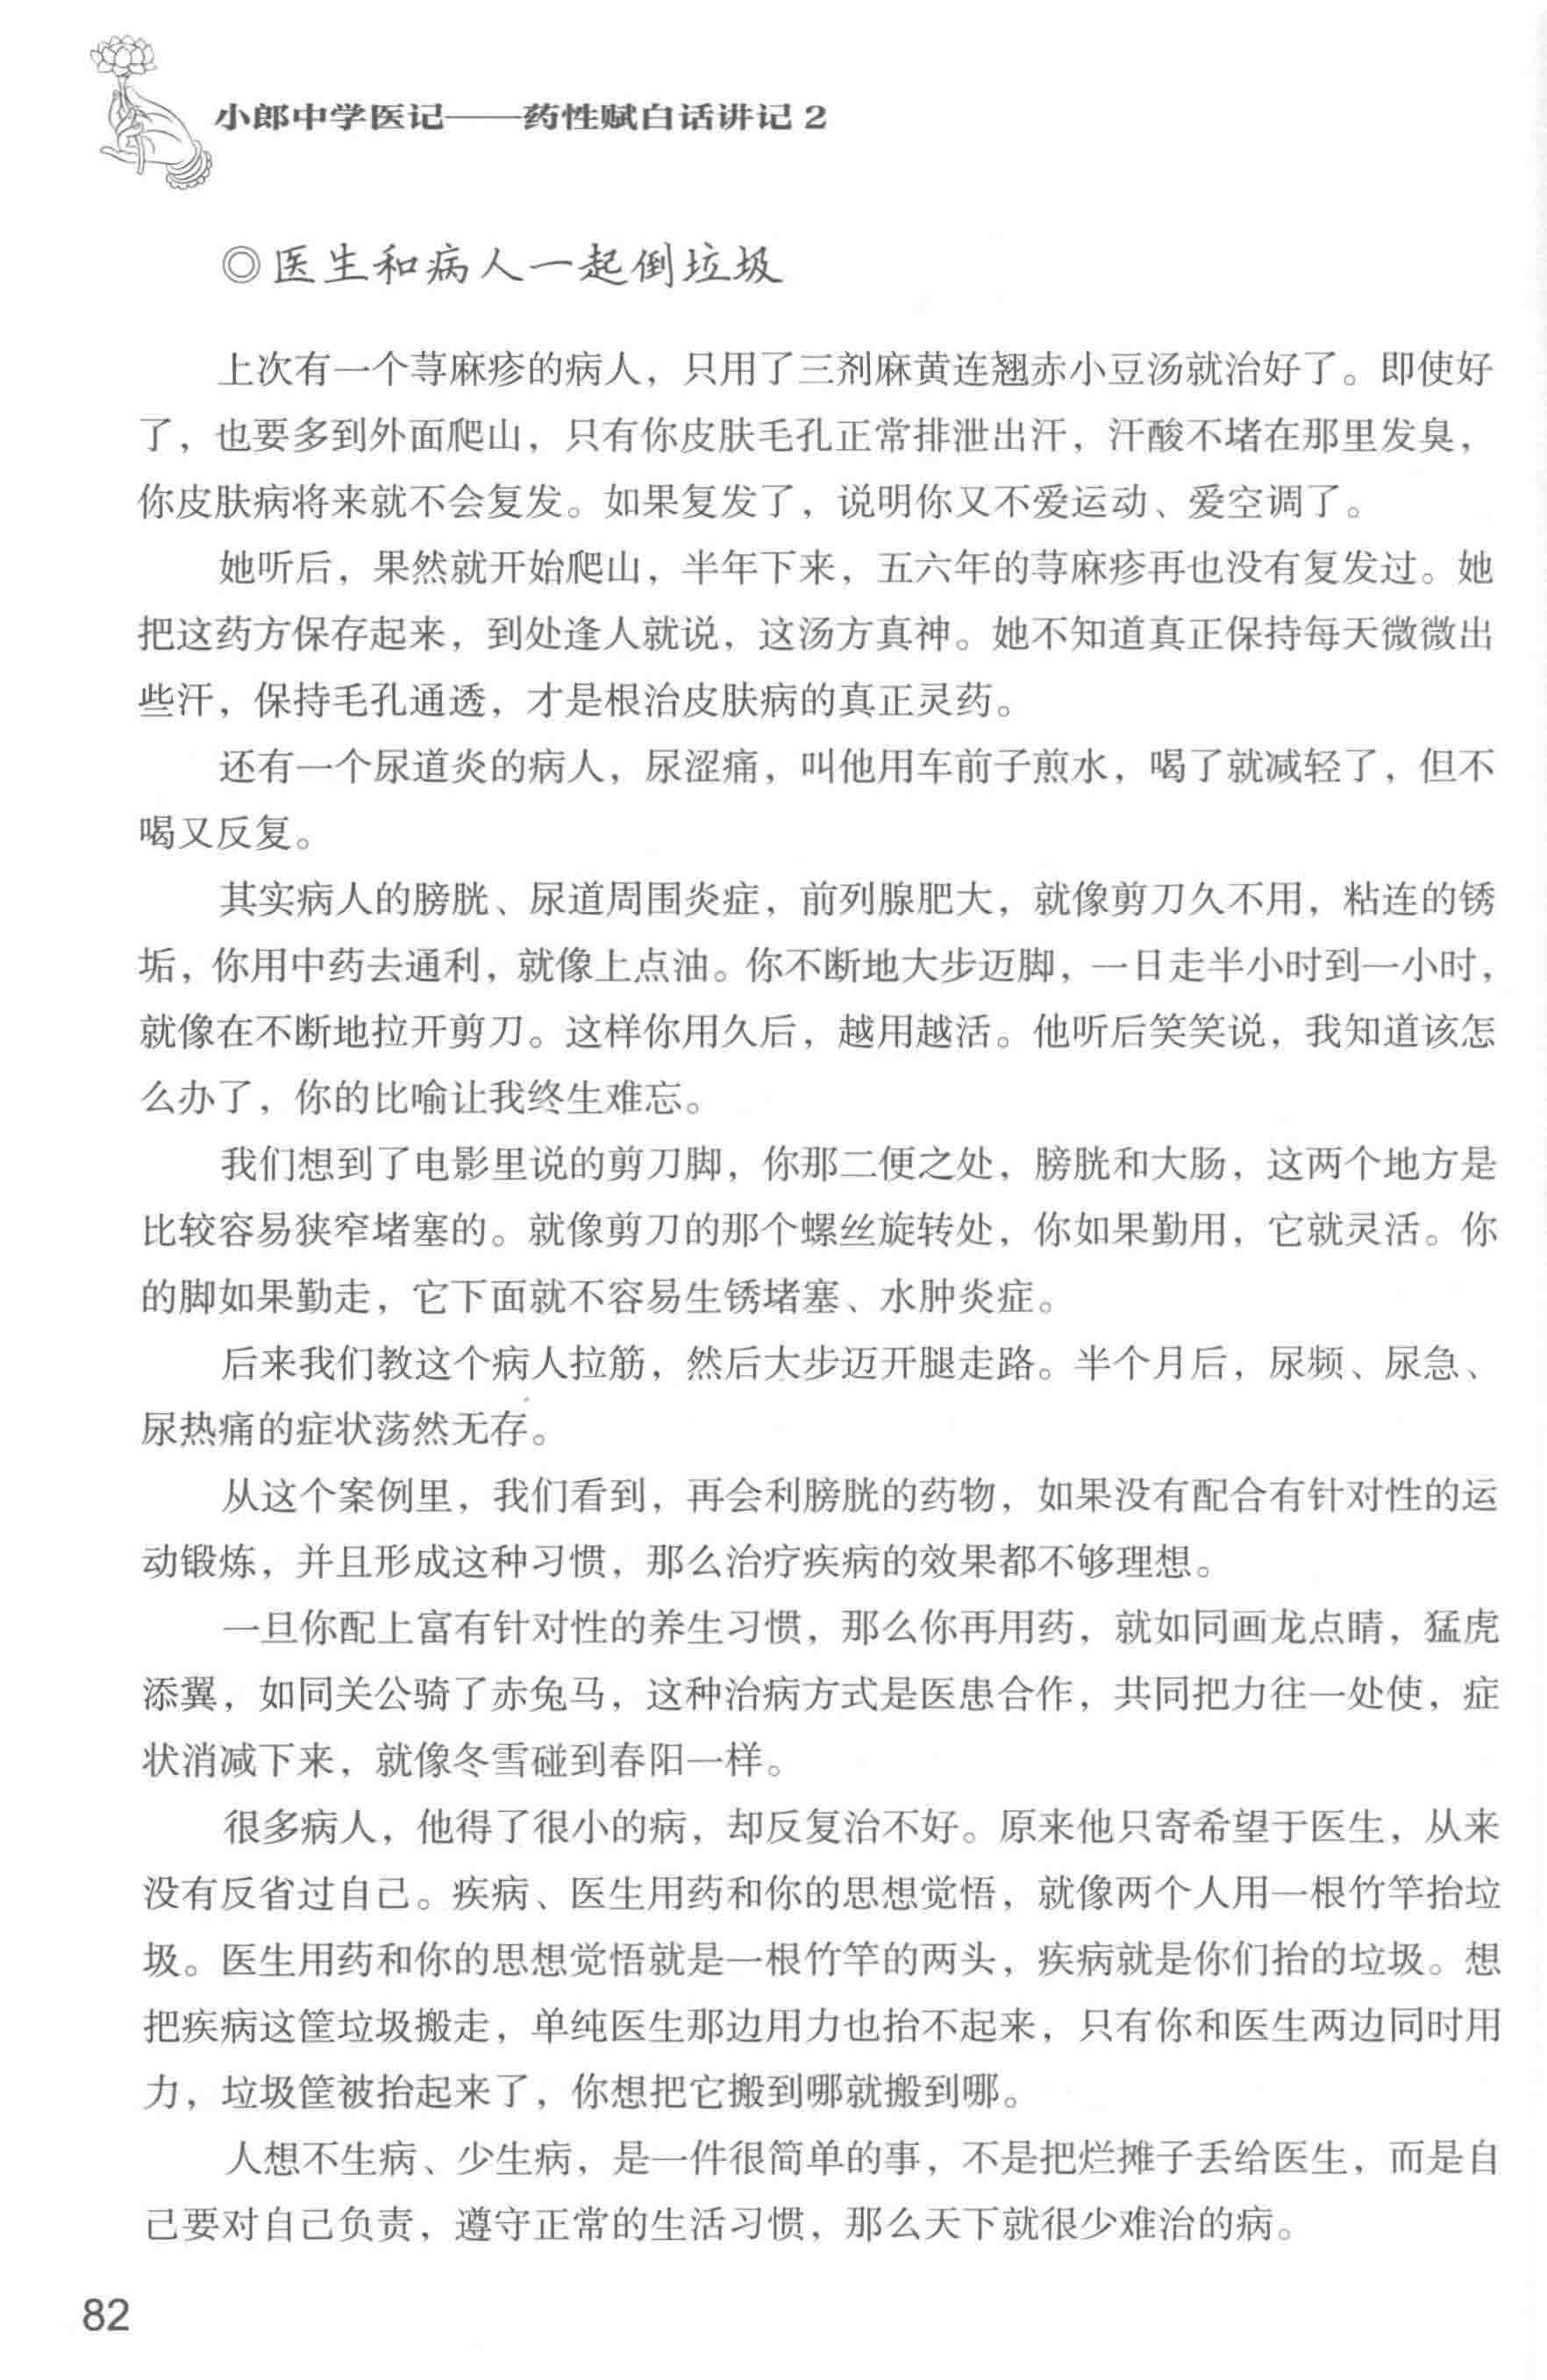 小郎中学医记——药性赋白话讲记2
◎医生和病人一起倒垃圾
上次有一个荨麻疹的病人，只用了三剂麻黄连翘赤小豆汤就治好了。即使好
了，也要多到外面爬山，只有你皮肤毛孔正常排泄出汗，汗酸不堵在那里发臭，
你皮肤病将来就不会复发。如果复发了，说明你又不爱运动、爱空调了。
她听后，果然就开始爬山，半年下来，五六年的荨麻疹再也没有复发过。她
把这药方保存起来，到处逢人就说，这汤方真神。她不知道真正保持每天微微出
些汗，保持毛孔通透，才是根治皮肤病的真正灵药。
还有一个尿道炎的病人，尿涩痛，叫他用车前子煎水，喝了就减轻了，但不
喝又反复。
其实病人的膀胱、尿道周围炎症，前列腺肥大，就像剪刀久不用，粘连的锈
垢，你用中药去通利，就像上点油。你不断地大步迈脚，一日走半小时到一小时，
就像在不断地拉开剪刀。这样你用久后，越用越活。他听后笑笑说，我知道该怎
么办了，你的比喻让我终生难忘。
我们想到了电影里说的剪刀脚，你那二便之处，膀胱和大肠，这两个地方是
比较容易狭窄堵塞的。就像剪刀的那个螺丝旋转处，你如果勤用，它就灵活。你
的脚如果勤走，它下面就不容易生锈堵塞、水肿炎症。
后来我们教这个病人拉筋，然后大步迈开腿走路。半个月后，尿频、尿急、
尿热痛的症状荡然无存。
从这个案例里，我们看到，再会利膀胱的药物，如果没有配合有针对性的运
动锻炼，并且形成这种习惯，那么治疗疾病的效果都不够理想。
一旦你配上富有针对性的养生习惯，那么你再用药，就如同画龙点睛，猛虎
添翼，如同关公骑了赤兔马，这种治病方式是医患合作，共同把力往一处使，症
状消减下来，就像冬雪碰到春阳一样。
很多病人，他得了很小的病，却反复治不好。原来他只寄希望于医生，从来
没有反省过自己。疾病、医生用药和你的思想觉悟，就像两个人用一根竹竿抬垃
圾。医生用药和你的思想觉悟就是一根竹竿的两头，疾病就是你们抬的垃圾。想
把疾病这筐垃圾搬走，单纯医生那边用力也抬不起来，只有你和医生两边同时用
力，垃圾筐被抬起来了，你想把它搬到哪就搬到哪。
人想不生病、少生病，是一件很简单的事，不是把烂摊子丢给医生，而是自
己要对自己负责，遵守正常的生活习惯，那么天下就很少难治的病。
82